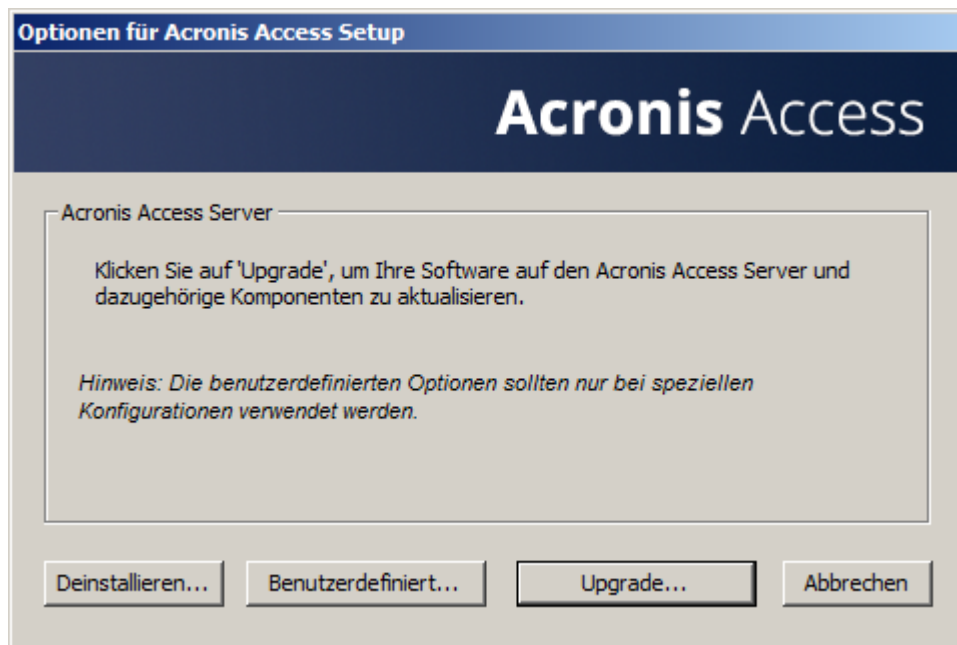 Optionen für Acronis Access Setup
Acronis Access
Acronis Access Server
Klicken Sie auf 'Upgrade', um Ihre Software auf den Acronis Access Server und
dazugehörige Komponenten zu aktualisieren.
Hinweis: Die benutzerdefinierten Optionen sollten nur bei speziellen
Konfigurationen verwendet werden.
Deinstallieren...
Benutzerdefiniert...
Upgrade...
Abbrechen